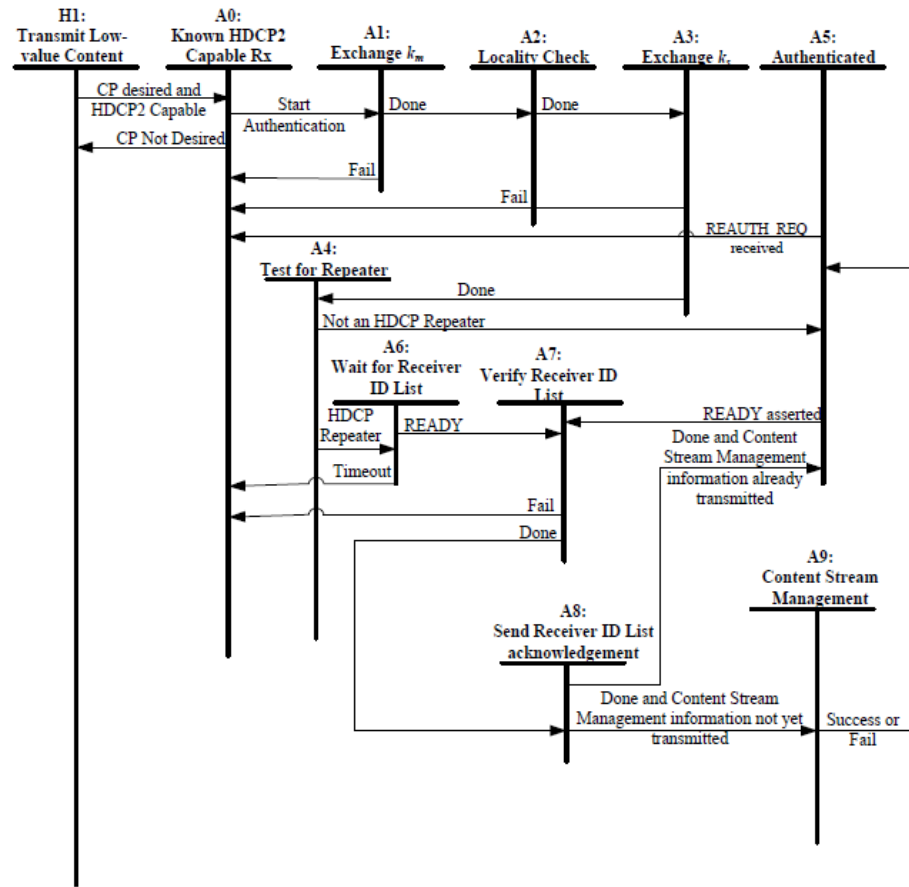 H1:
Transmit Low-
value Content
A0:
Known HDCP2
Capable Rx
A1:
Exchange km
A2:
Locality Check
A3:
Exchange ks
A5:
Authenticated
CP desired and
HDCP2 Capable
Start
Authentication
Done
Done
CP Not Desired
Fail
Fail
REAUTH_REQ
received
A4:
Test for Repeater
Done
Not an HDCP Repeater
A6:
Wait for Receiver
ID List
A7:
Verify Receiver ID
List
HDCP
Repeater
READY
READY asserted
Done and Content
Stream Management
information already
transmitted
Timeout
Fail
Done
A9:
Content Stream
Management
A8:
Send Receiver ID List
acknowledgement
Done and Content Stream
Management information not yet
transmitted
Success or
Fail